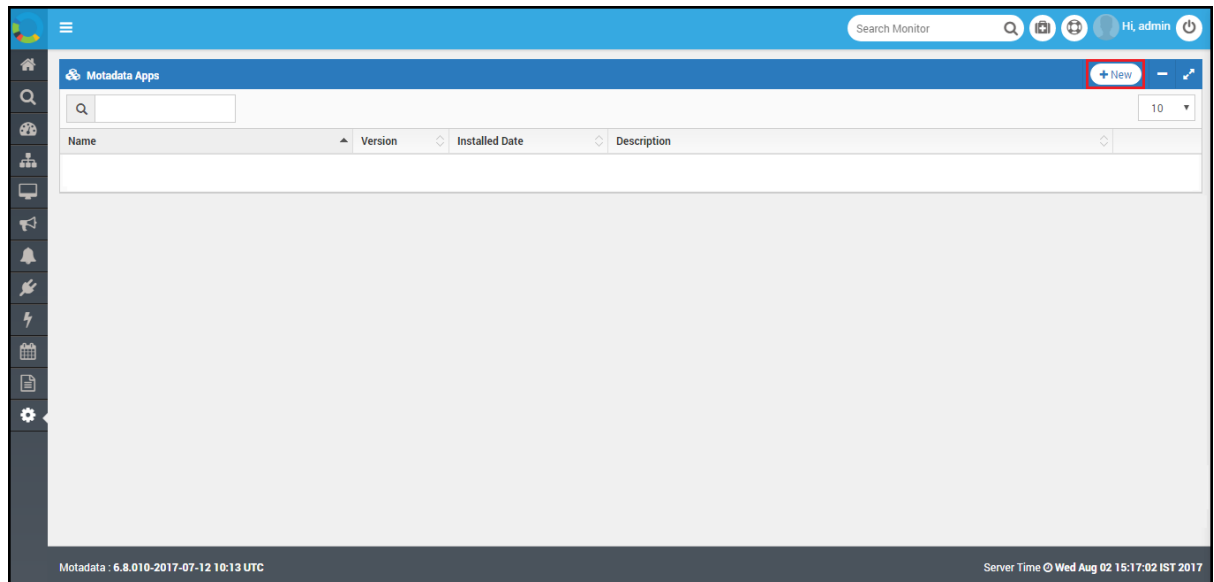 Search Monitor
Hi, admin
Motadata Apps
+ New
10
Name Version Installed Date Description
Motadata : 6.8.010-2017-07-12 10:13 UTC
Server Time Wed Aug 02 15:17:02 IST 2017